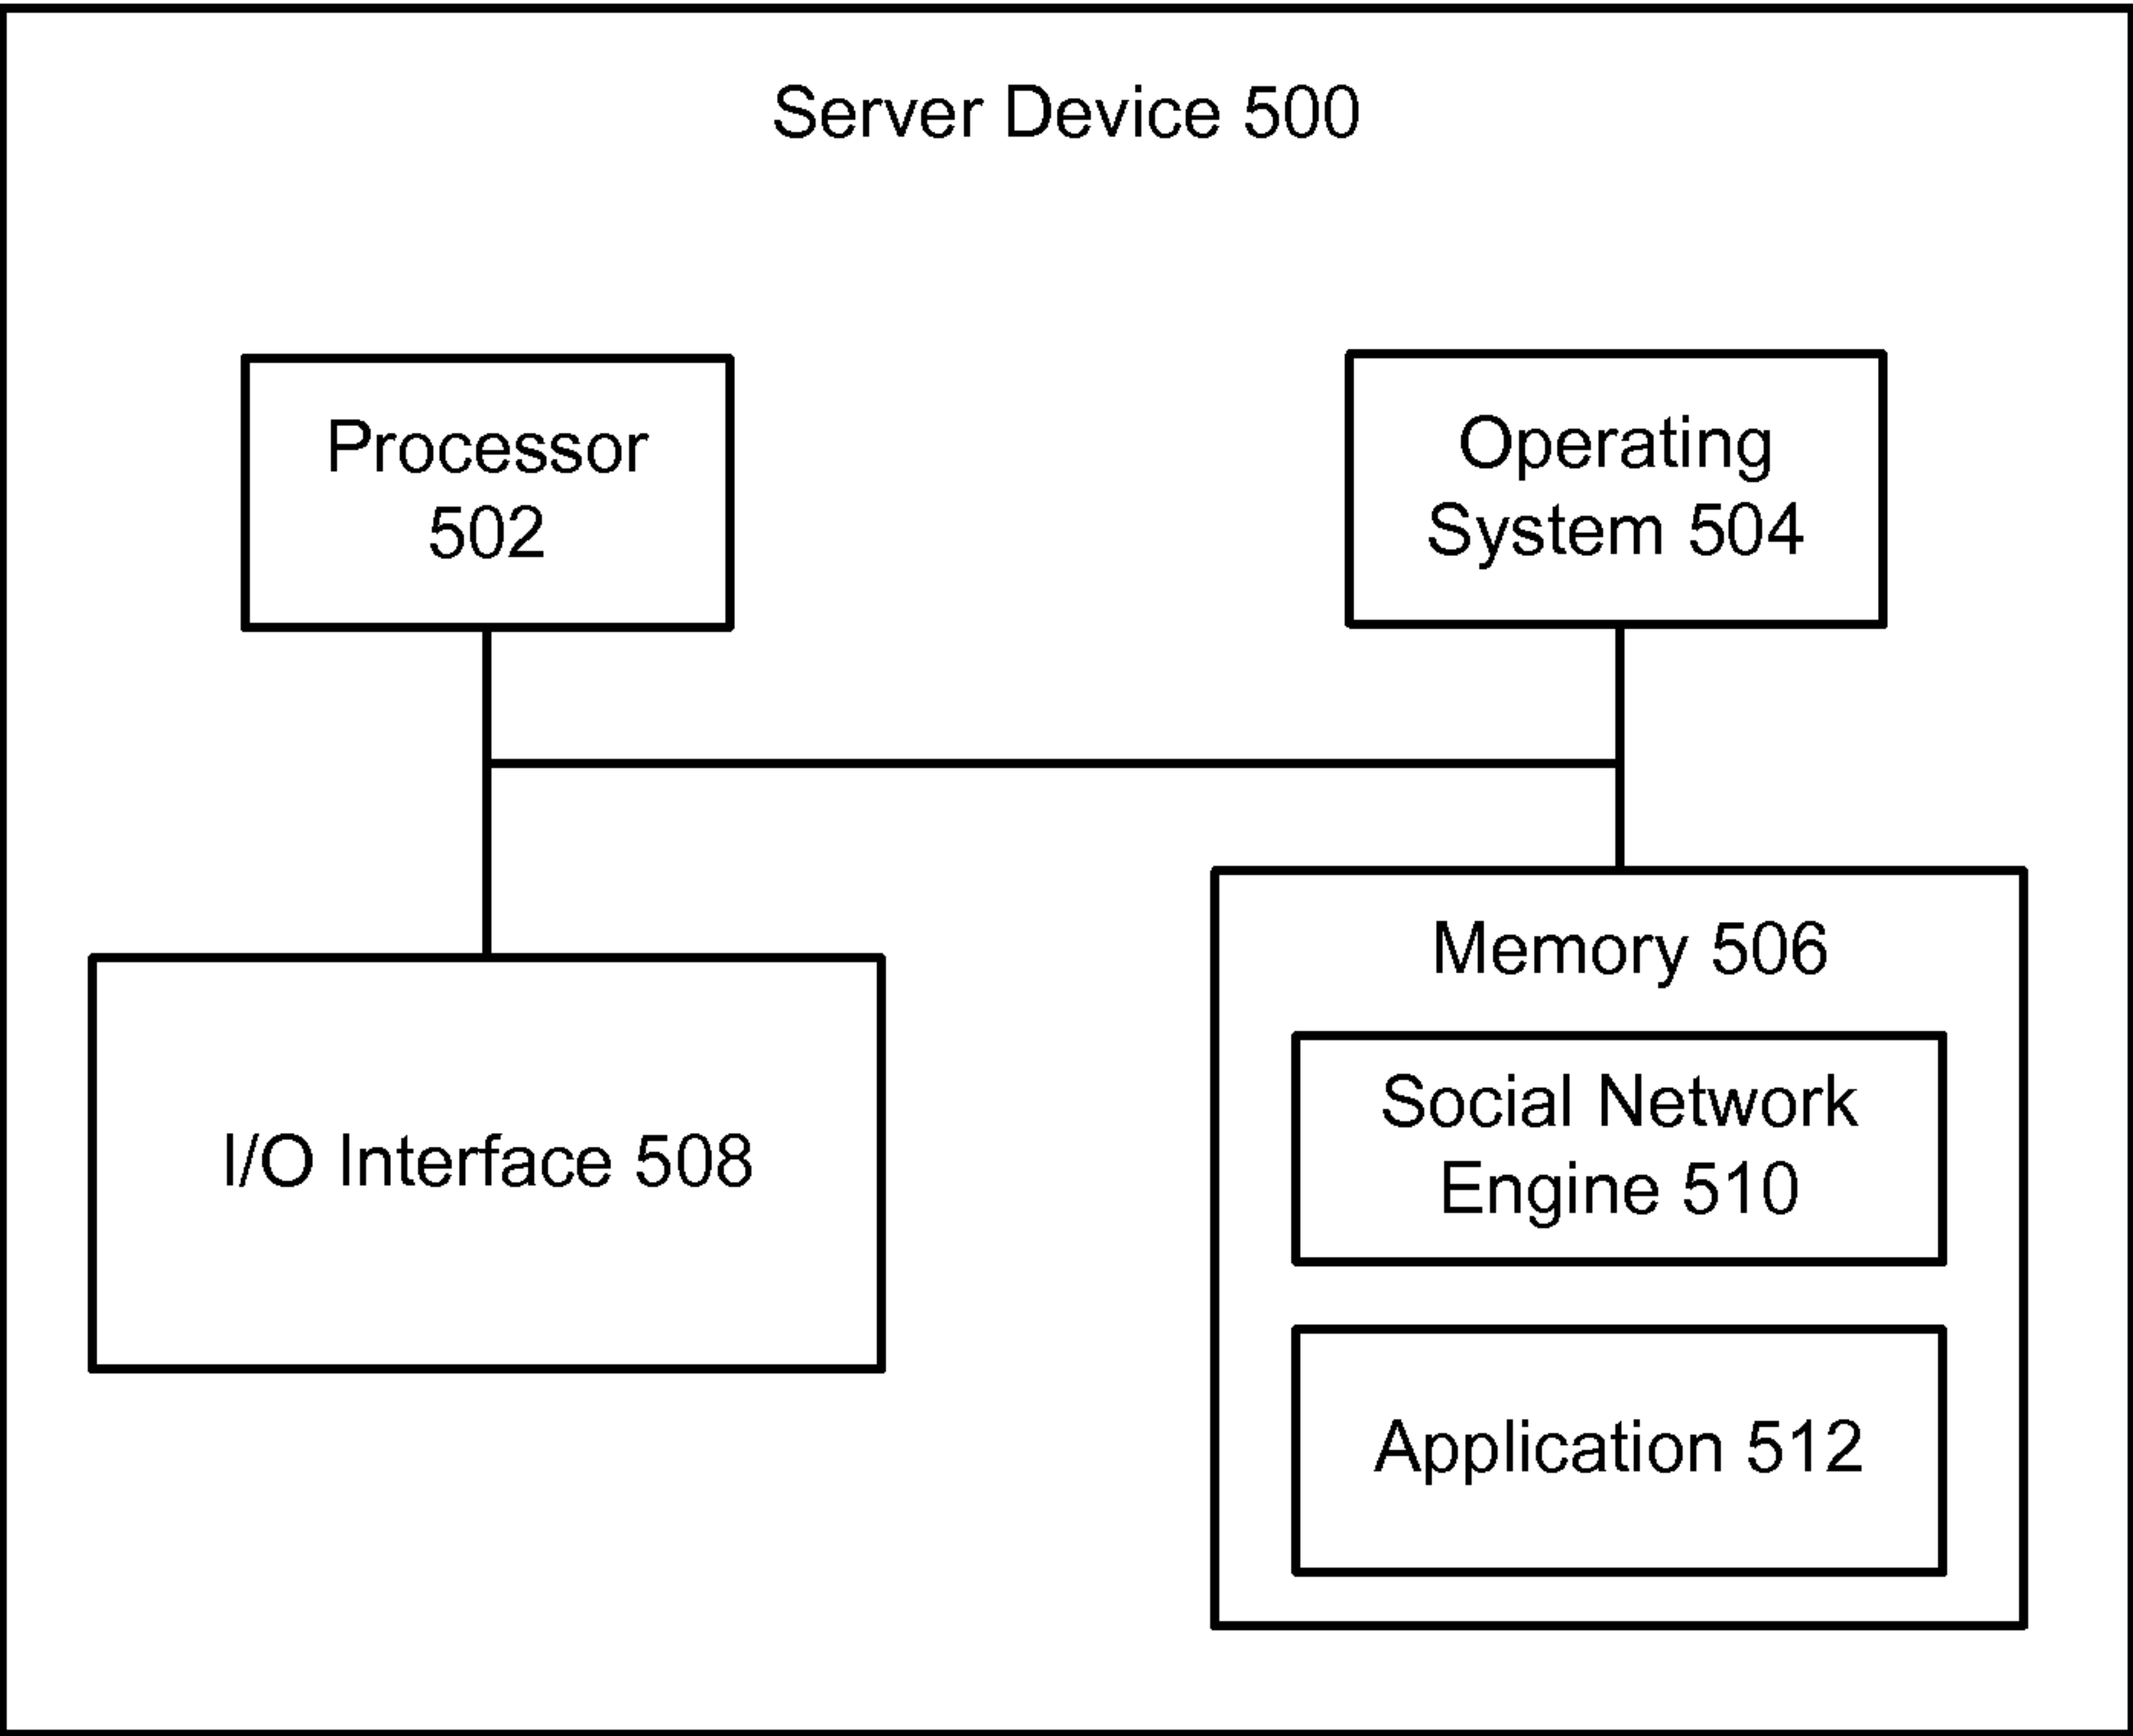 Server Device 500
Processor
502
Operating
System 504
I/O Interface 508
Memory 506
Social Network
Engine 510
Application 512